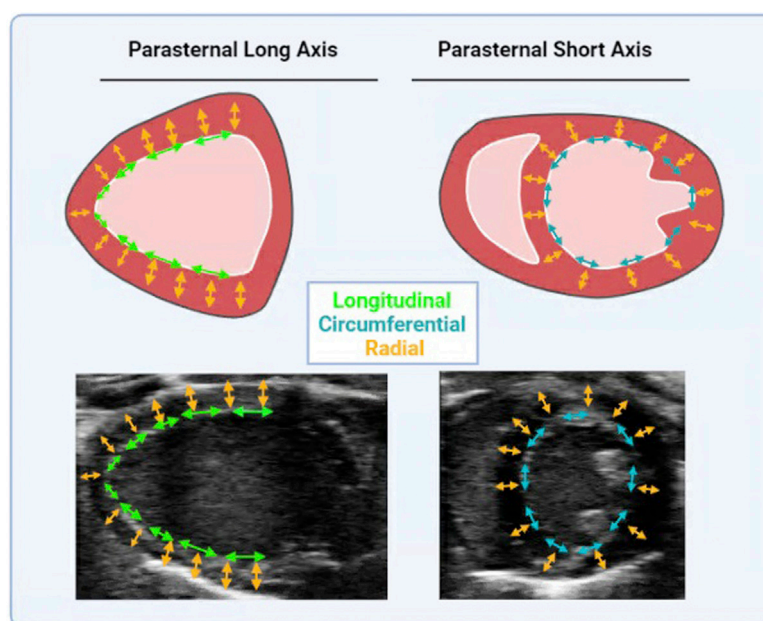 Parasternal Long Axis
Parasternal Short Axis
Longitudinal
Circumferential
Radial